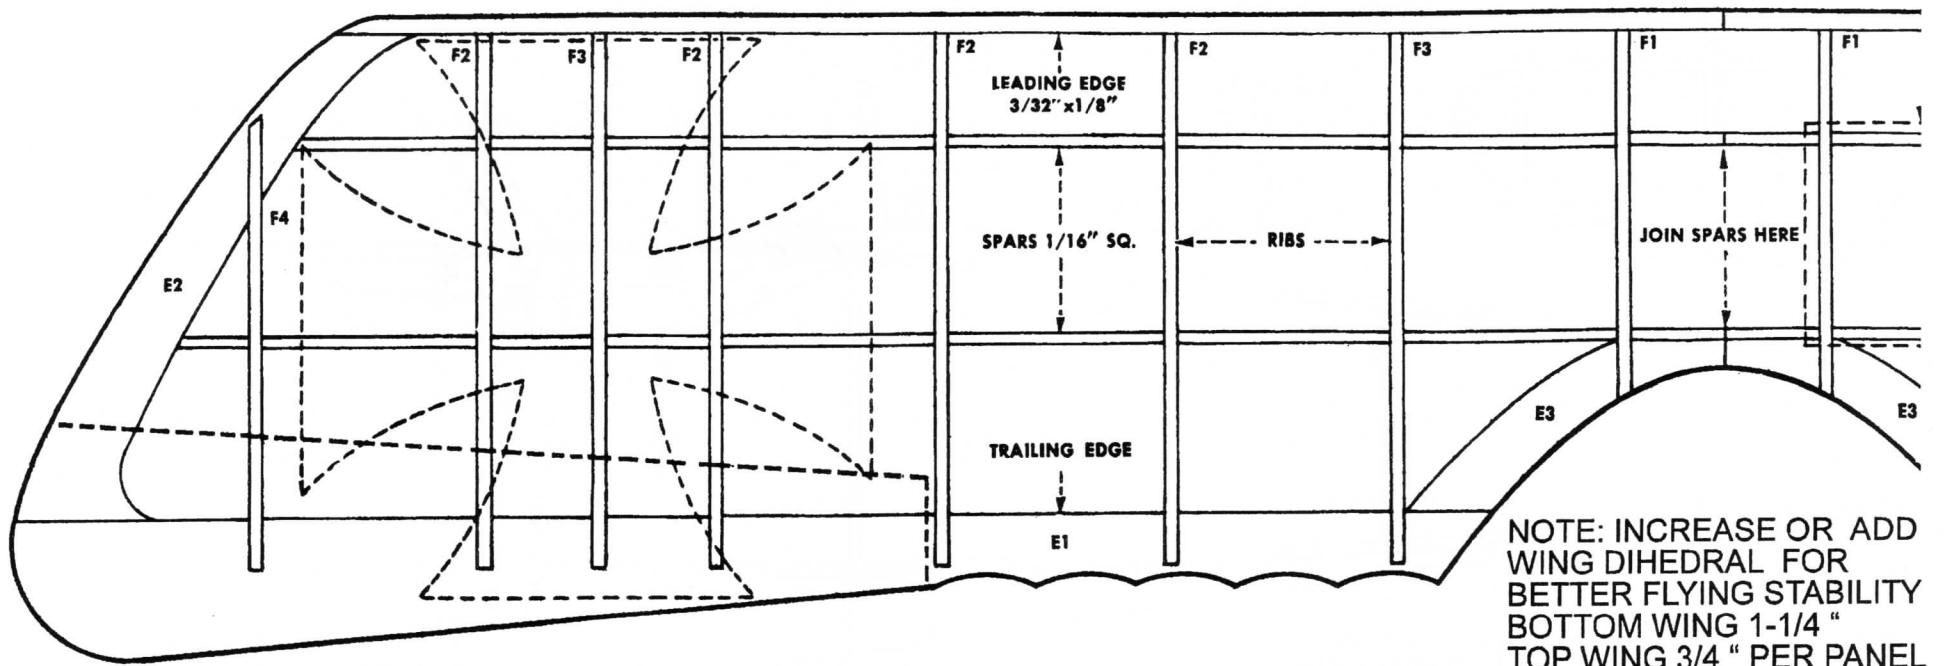 F2
F3
F2
F2
F2
F3
F1
F1
LEADING EDGE
3/32"x1/8"
F4
SPARS 1/16" SQ.
RIBS
JOIN SPARS HERE
E2
E3
E3
TRAILING EDGE
E1
NOTE: INCREASE OR ADD
WING DIHEDRAL FOR
BETTER FLYING STABILITY
BOTTOM WING 1-1/4 "
TOP WING 3/4 " PER PANEL